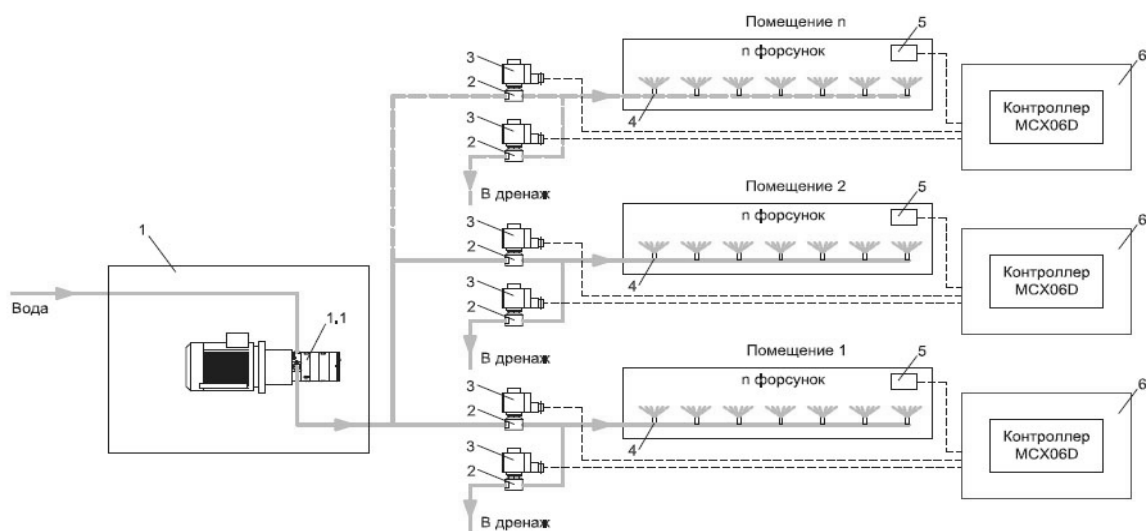 Помещение n
5
n форсунок
3
2
4
3
2
В дренаж
6
Контроллер
MCX06D
Помещение 2
5
n форсунок
3
2
4
3
2
В дренаж
6
Контроллер
MCX06D
1
Вода
1,1
Помещение 1
5
n форсунок
3
2
4
3
2
В дренаж
6
Контроллер
MCX06D